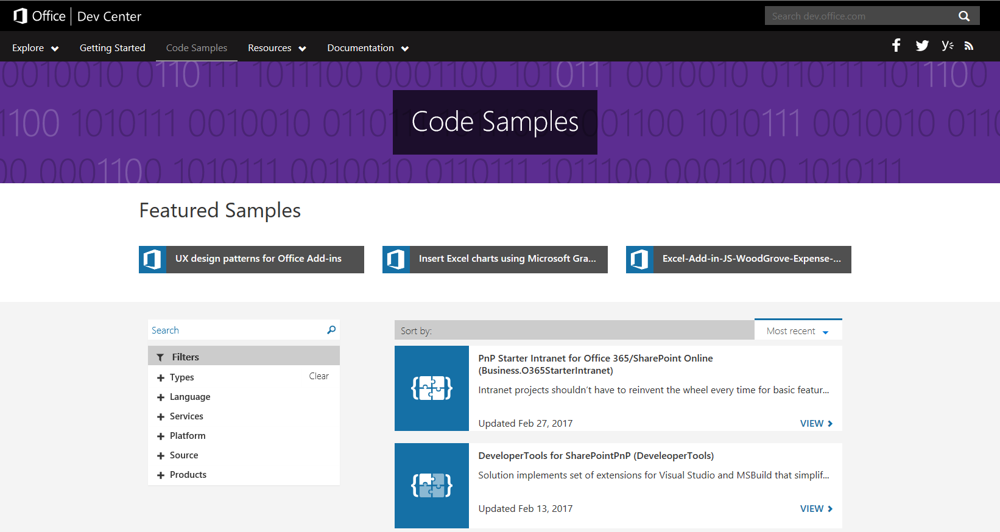 Office | Dev Center
Search dev.office.com
Explore Getting Started Code Samples Resources Documentation
0010010 0110111 1011100 0001100 1010111 0010010 0110111 1011100
1100 1010111 0010010 0110111 0001100 1010111 0010010 0110
00 0001100 1010111 0010010 0110111 1011100 0001100 1010111
Code Samples
Featured Samples
UX design patterns for Office Add-ins
Insert Excel charts using Microsoft Gra...
Excel-Add-in-JS-WoodGrove-Expense-...
Search
Filters
Types Clear
Language
Services
Platform
Source
Products
Sort by: Most recent
PnP Starter Intranet for Office 365/SharePoint Online
(Business.O365StarterIntranet)
Intranet projects shouldn’t have to reinvent the wheel every time for basic featur...
Updated Feb 27, 2017 VIEW
DeveloperTools for SharePointPnP (DeveleoperTools)
Solution implements set of extensions for Visual Studio and MSBuild that simplif...
Updated Feb 13, 2017 VIEW